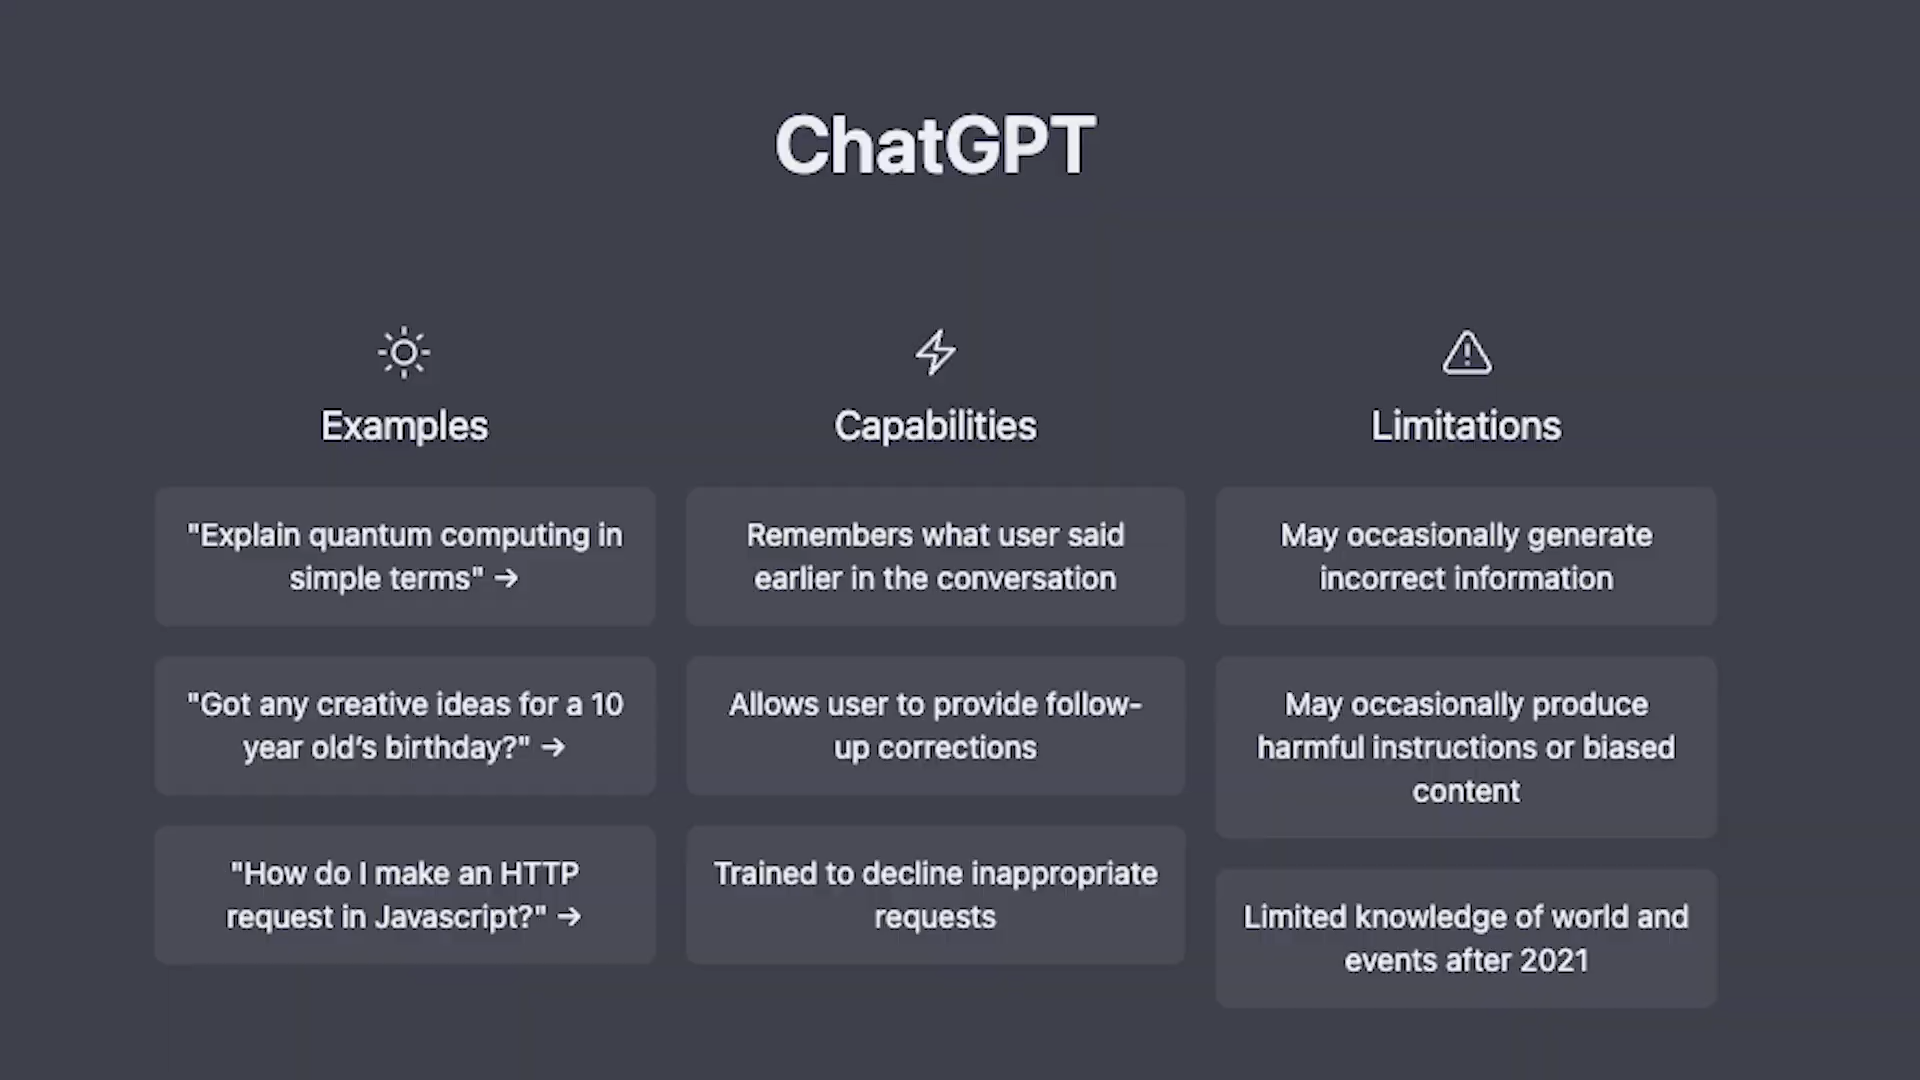 ChatGPT
Examples
"Explain quantum computing in
simple terms" →
"Got any creative ideas for a 10
year old’s birthday?" →
"How do I make an HTTP
request in Javascript?" →
Capabilities
Remembers what user said
earlier in the conversation
Allows user to provide follow-
up corrections
Trained to decline inappropriate
requests
Limitations
May occasionally generate
incorrect information
May occasionally produce
harmful instructions or biased
content
Limited knowledge of world and
events after 2021